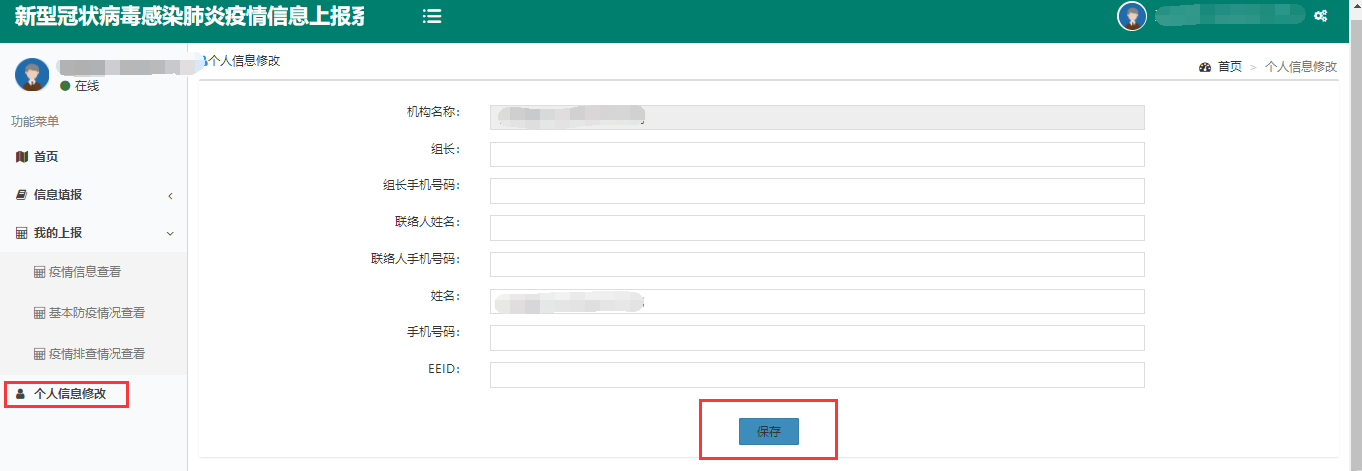 新型冠状病毒感染肺炎疫情信息上报系
在线
个人信息修改
首页 > 个人信息修改
功能菜单
首页
信息填报
我的上报
疫情信息查看
基本防疫情况查看
疫情排查情况查看
个人信息修改
机构名称:
组长:
组长手机号码:
联络人姓名:
联络人手机号码:
姓名:
手机号码:
EEID:
保存